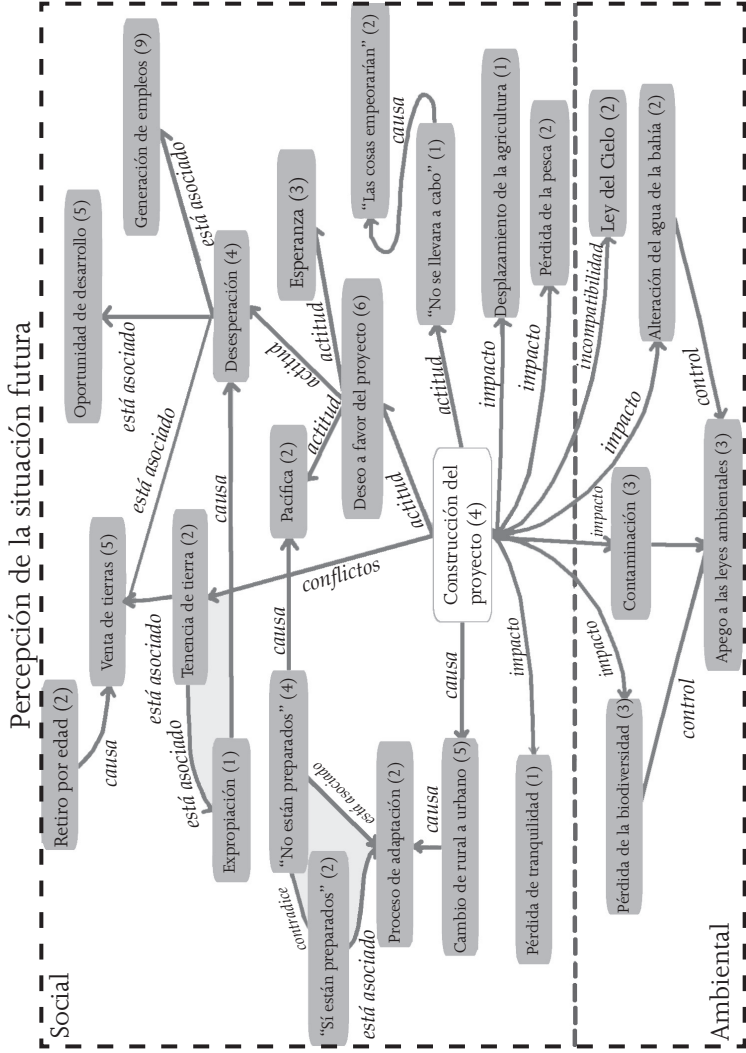 Percepción de la situación futura
Social
Retiro por edad (2)
causa
Venta de tierras (5)
está asociado
Oportunidad de desarrollo (5)
está asociado
Generación de empleos (9)
está asociado
está asociado
Tenencia de tierra (2)
está asociado
Expropiación (1)
causa
Desesperación (4)
"No están preparados" (4)
causa
Pacífica (2)
actitud
actitud
actitud
Esperanza (3)
contradice
está asociado
"Sí están preparados" (2)
está asociado
conflictos
Deseo a favor del proyecto (6)
"Las cosas empeorarían" (2)
causa
Proceso de adaptación (2)
actitud
causa
Cambio de rural a urbano (5)
causa
Construcción del
proyecto (4)
actitud
"No se llevara a cabo" (1)
impacto
Desplazamiento de la agricultura (1)
impacto
Pérdida de tranquilidad (1)
impacto
Pérdida de la pesca (2)
Ambiental
incompatibilidad
Ley del Cielo (2)
impacto
Pérdida de la biodiversidad (3)
impacto
Contaminación (3)
impacto
Alteración del agua de la bahía (2)
control
control
Apego a las leyes ambientales (3)